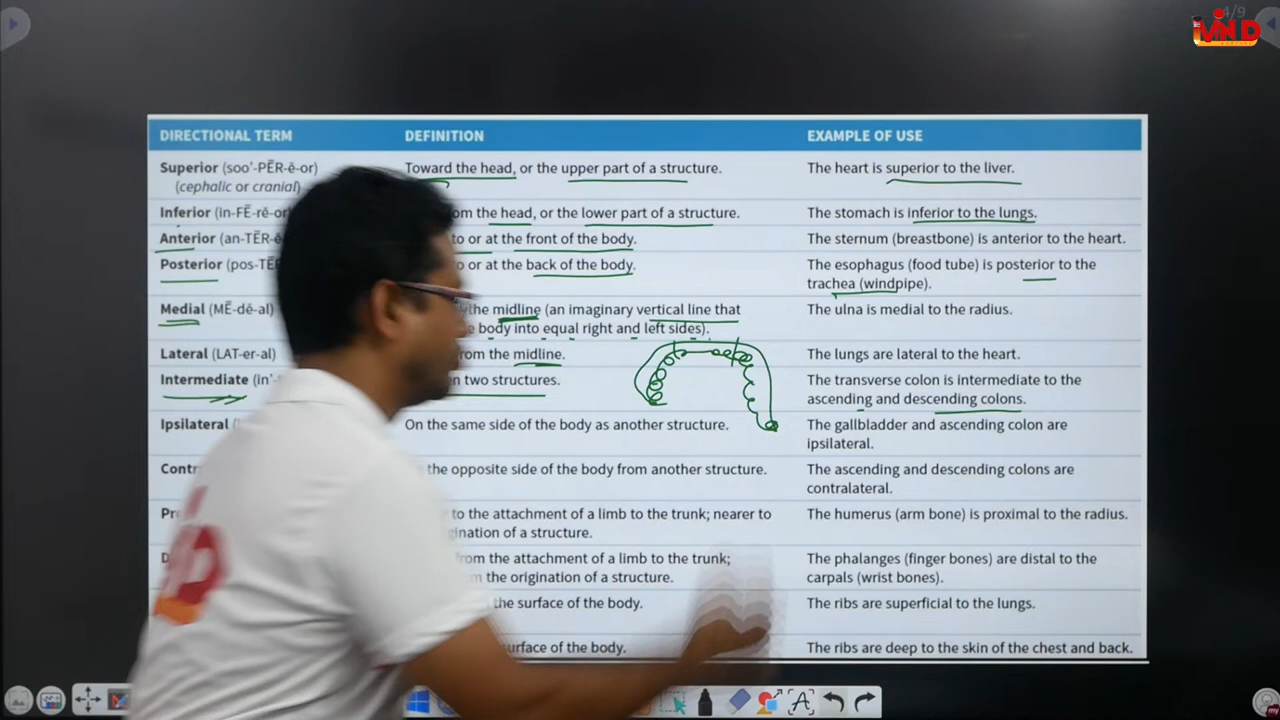 4/9
MIND
DIRECTIONAL TERM DEFINITION EXAMPLE OF USE
Superior (soo'-PĒR-ē-or) Toward the head, or the upper part of a structure. The heart is superior to the liver.
(cephalic or cranial)
Inferior (in-FĒ-rē-or the head, or the lower part of a structure. The stomach is inferior to the lungs.
Anterior (an-TĒR- to or at the front of the body. The sternum (breastbone) is anterior to the heart.
Posterior (pos-TĒR or at the back of the body. The esophagus (food tube) is posterior to the
trachea (windpipe).
Medial (MĒ-dē-al) the midline (an imaginary vertical line that The ulna is medial to the radius.
body into equal right and left sides).
Lateral (LAT-er-al) from the midline. The lungs are lateral to the heart.
Intermediate (in'- two structures. The transverse colon is intermediate to the
ascending and descending colons.
Ipsilateral On the same side of the body as another structure. The gallbladder and ascending colon are
ipsilateral.
the opposite side of the body from another structure. The ascending and descending colons are
contralateral.
to the attachment of a limb to the trunk; nearer to The humerus (arm bone) is proximal to the radius.
of a structure.
from the attachment of a limb to the trunk; The phalanges (finger bones) are distal to the
the origination of a structure. carpals (wrist bones).
the surface of the body. The ribs are superficial to the lungs.
surface of the body. The ribs are deep to the skin of the chest and back.